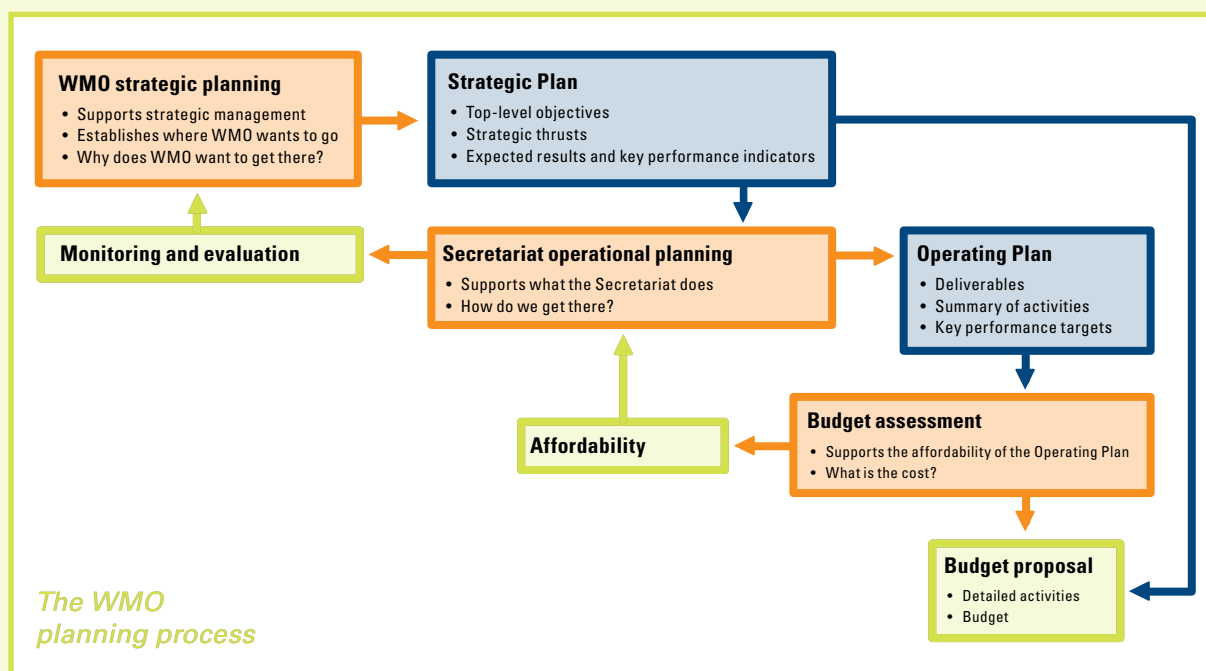 WMO strategic planning
• Supports strategic management
• Establishes where WMO wants to go
• Why does WMO want to get there?
Strategic Plan
• Top-level objectives
• Strategic thrusts
• Expected results and key performance indicators
Monitoring and evaluation
Secretariat operational planning
• Supports what the Secretariat does
• How do we get there?
Operating Plan
• Deliverables
• Summary of activities
• Key performance targets
Affordability
Budget assessment
• Supports the affordability of the Operating Plan
• What is the cost?
Budget proposal
• Detailed activities
• Budget
The WMO
planning process